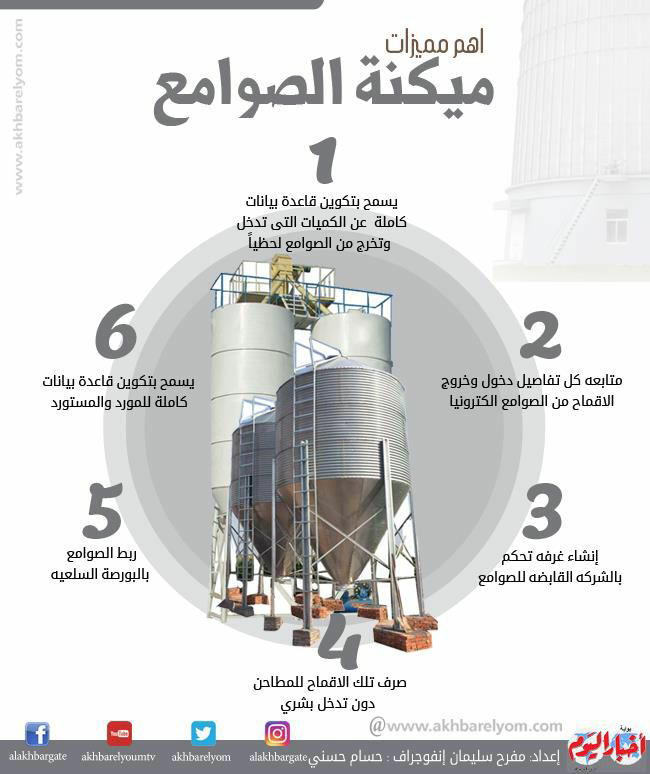 www.akhbarelyom.com
اهم مميزات
ميكنة الصوامع
1
يسمح بتكوين قاعدة بيانات
كاملة عن الكميات التى تدخل
وتخرج من الصوامع لحظياً
2
متابعه كل تفاصيل دخول وخروج
الاقماح من الصوامع الكترونيا
3
إنشاء غرفه تحكم
بالشركه القابضه للصوامع
4
صرف تلك الاقماح للمطاحن
دون تدخل بشري
5
ربط الصوامع
بالبورصة السلعيه
6
يسمح بتكوين قاعدة بيانات
كاملة للمورد والمستورد
@www.akhbarelyom.com/
بوابة
أخبار اليوم
إعداد: مفرح سليمان إنفوجراف : حسام حسني
alakhbargate
akhbarelyom
akhbarelyoumtv
alakhbargate